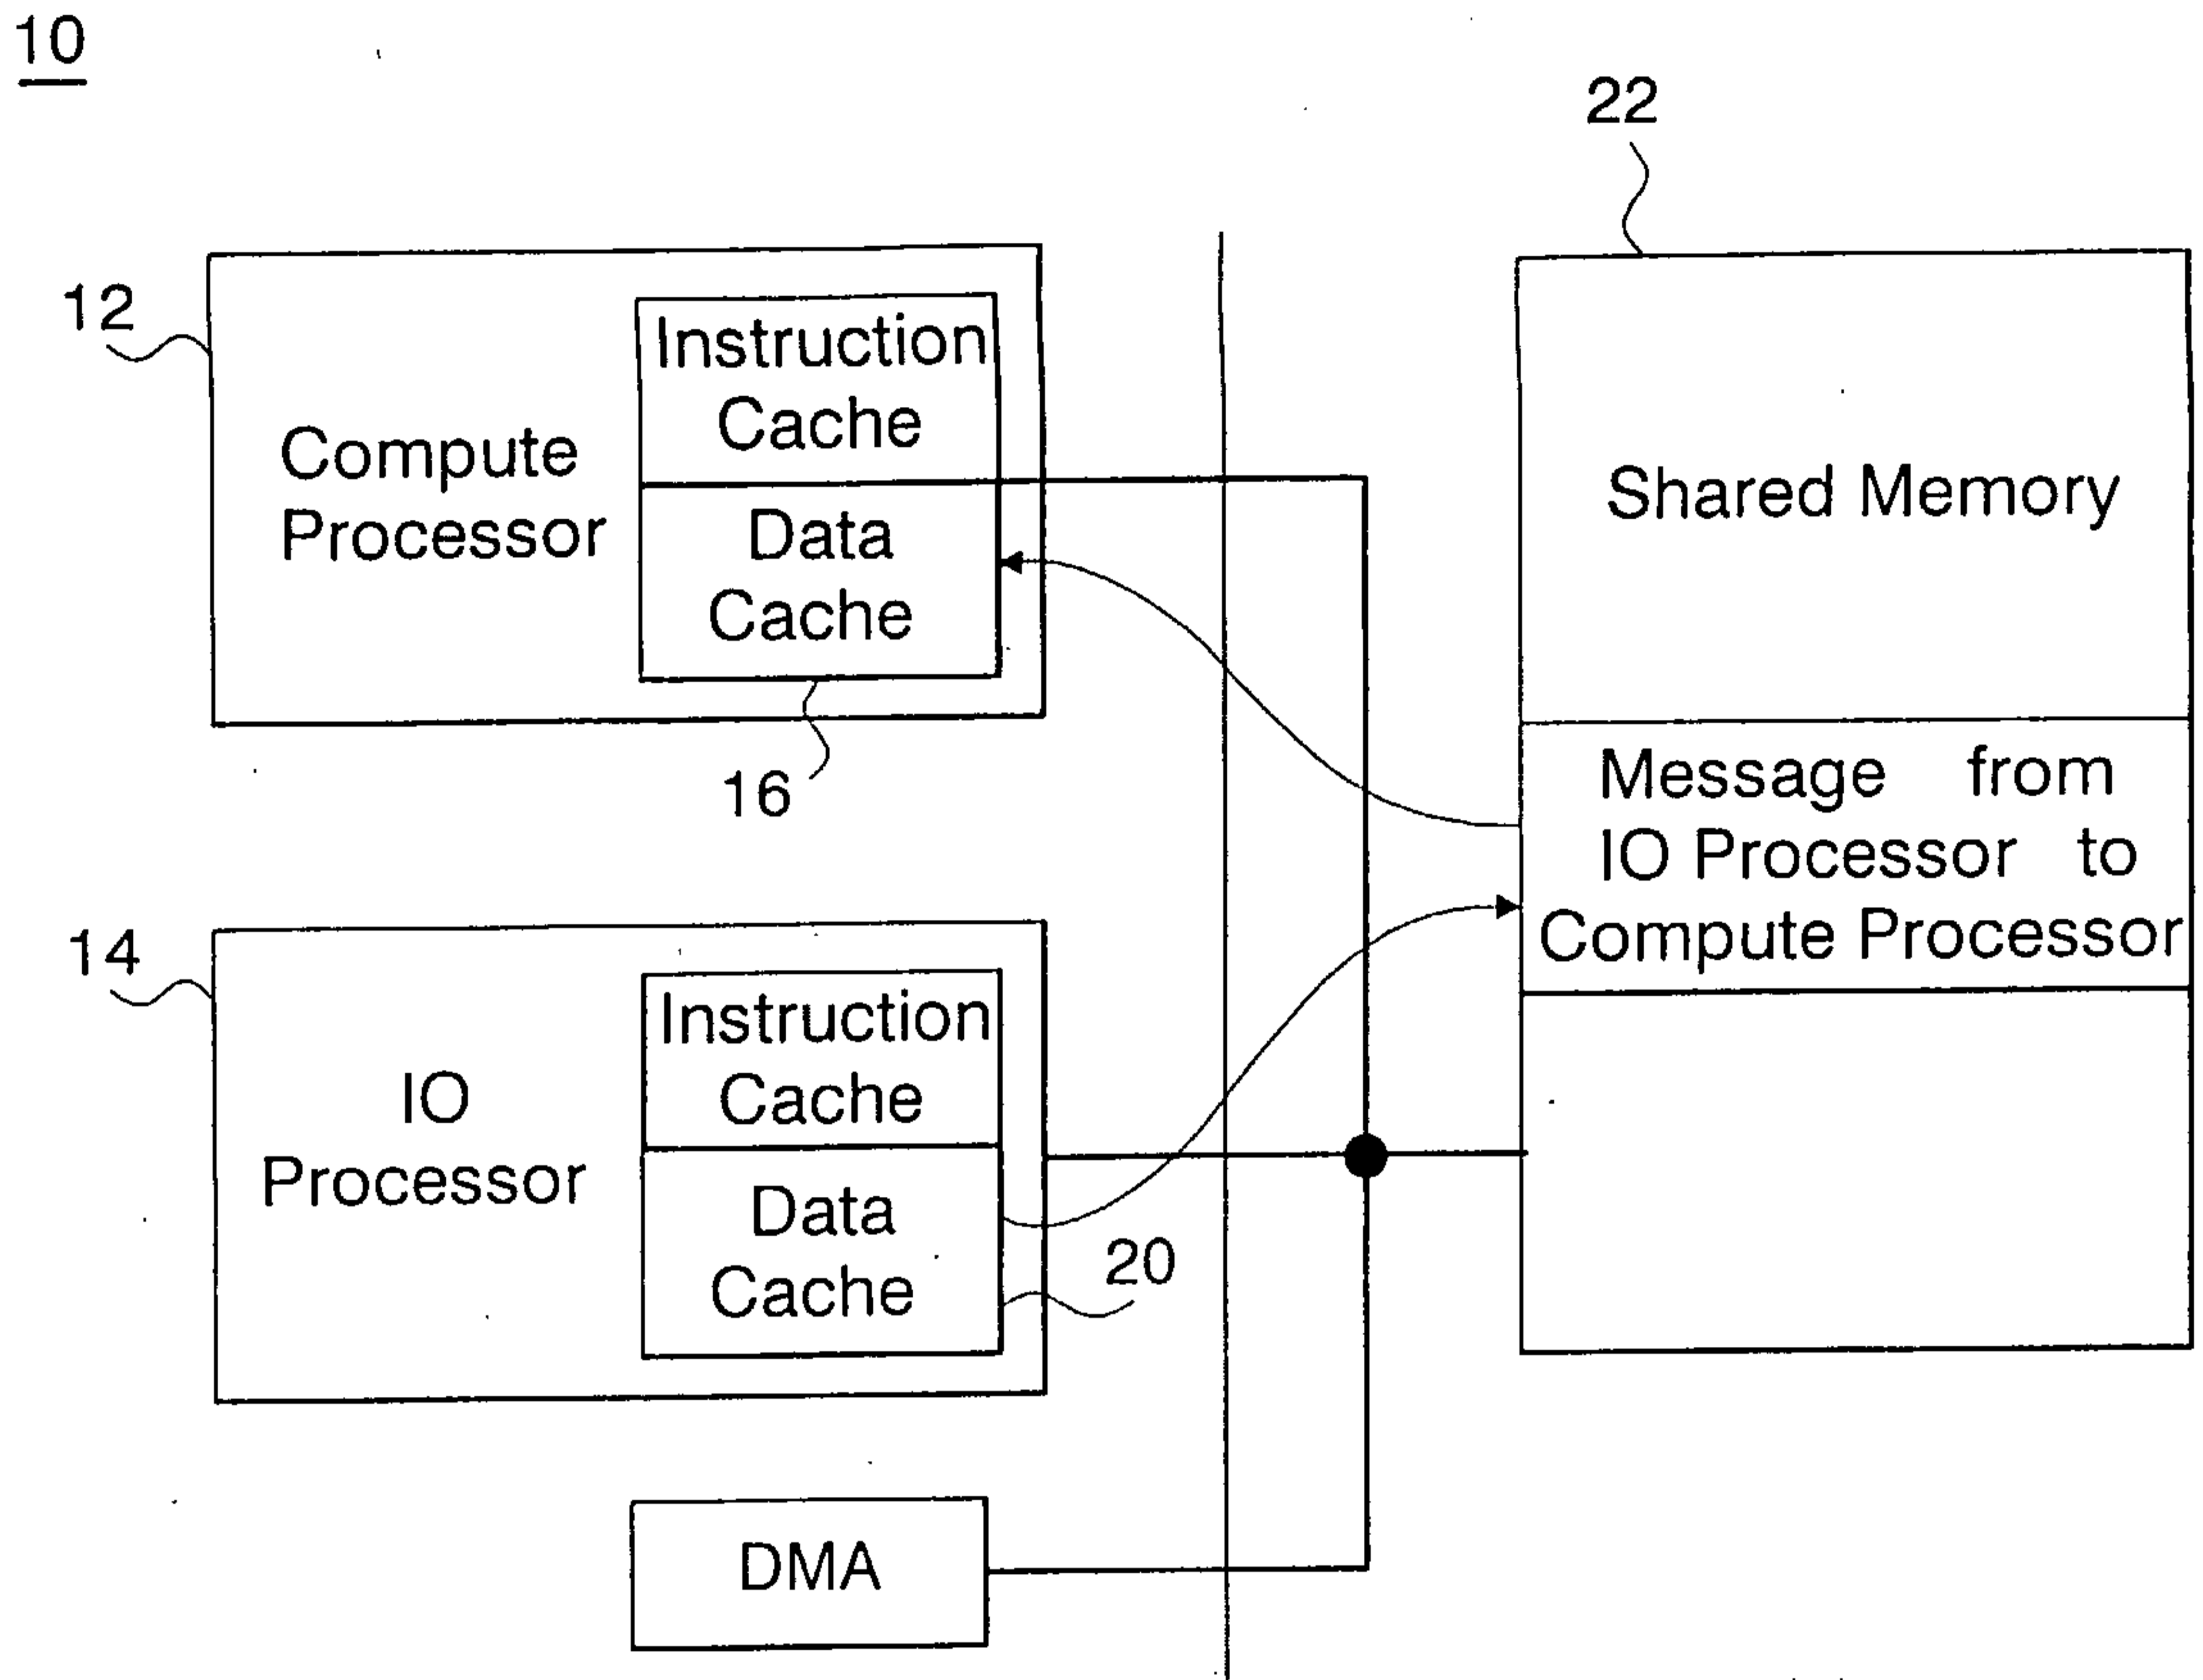 10
22
12
Instruction
Cache
Compute
Processor
Data
Cache
16
Shared Memory
Message from
IO Processor to
Compute Processor
14
Instruction
Cache
IO
Processor
Data
Cache
20
DMA